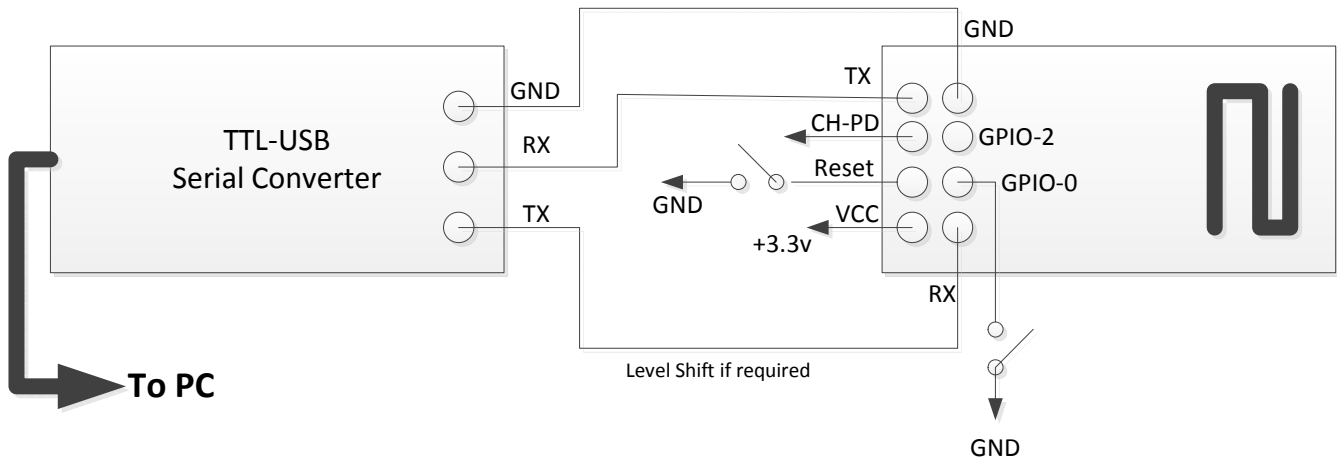 GND
GND
TX
GND
TTL-USB
Serial Converter
RX
CH-PD
GPIO-2
Reset
GPIO-0
GND
TX
VCC
+3.3v
RX
Level Shift if required
To PC
GND